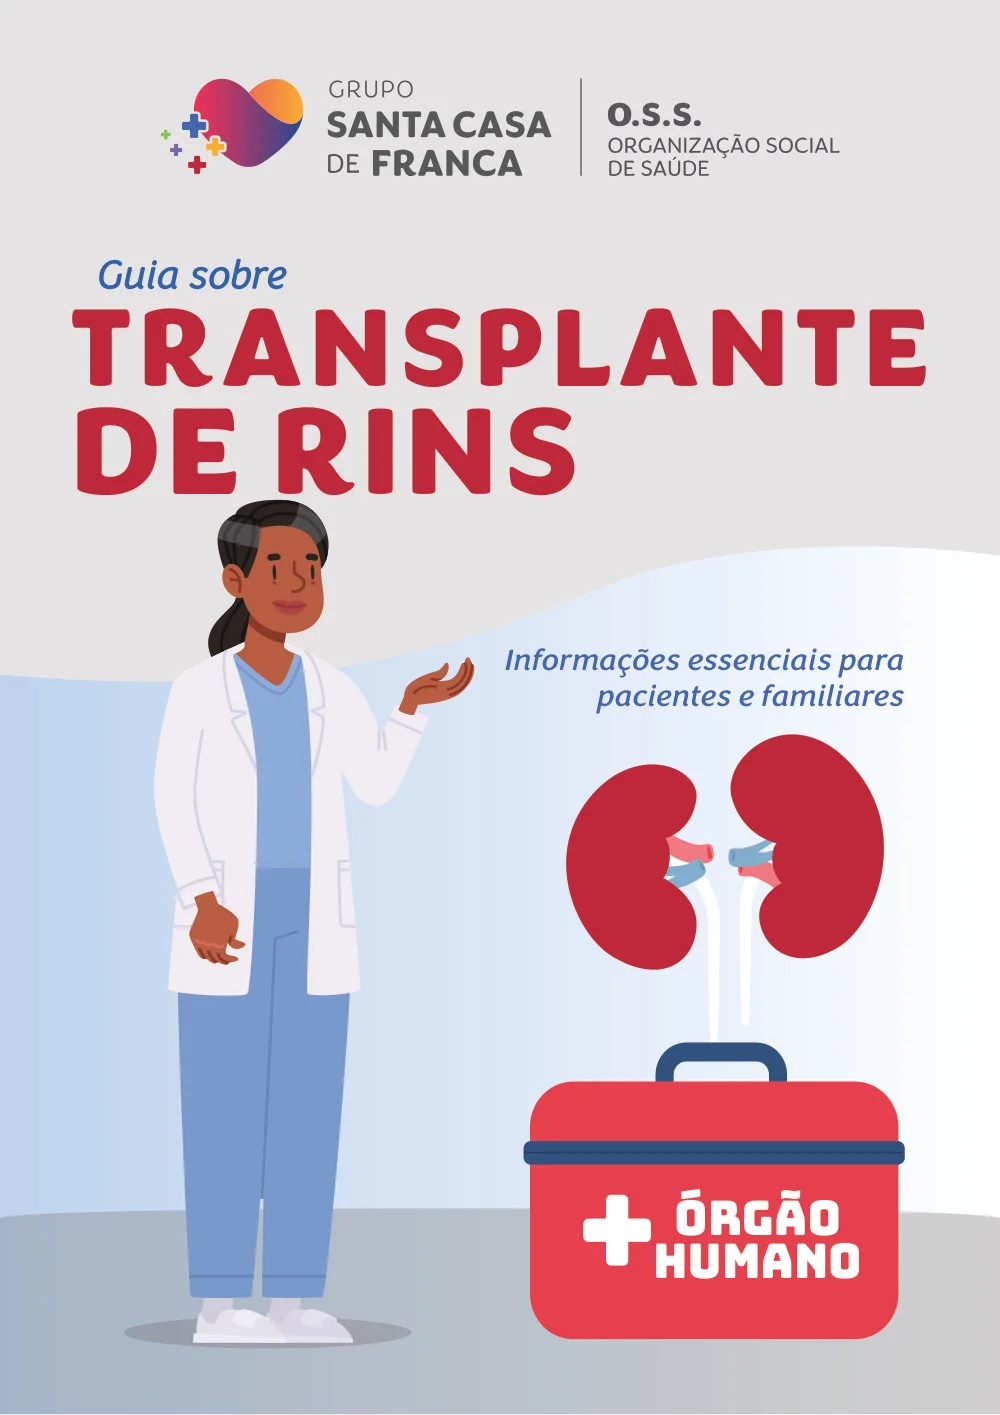 GRUPO
SANTA CASA
DE FRANCA
O.S.S.
ORGANIZAÇÃO SOCIAL
DE SAÚDE
Guia sobre
TRANSPLANTE
DE RINS
Informações essenciais para
pacientes e familiares
ÓRGÃO
HUMANO